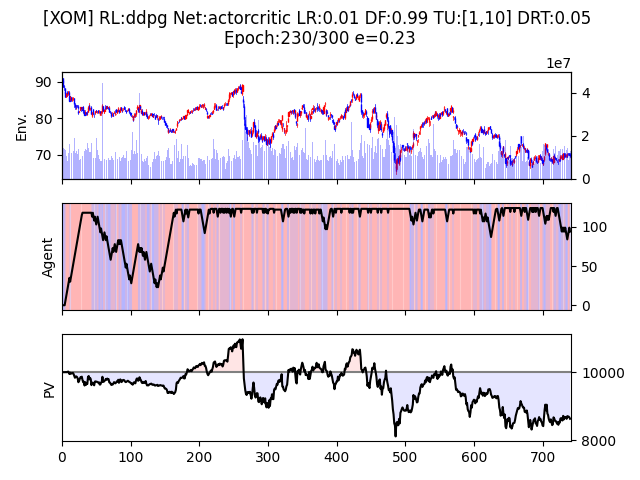 [XOM] RL:ddpg Net:actorcritic LR:0.01 DF:0.99 TU:[1,10] DRT:0.05
Epoch:230/300 e=0.23
1e7
90
80
70
Env.
4
2
0
Agent
100
50
0
PV
10000
8000
0 100 200 300 400 500 600 700